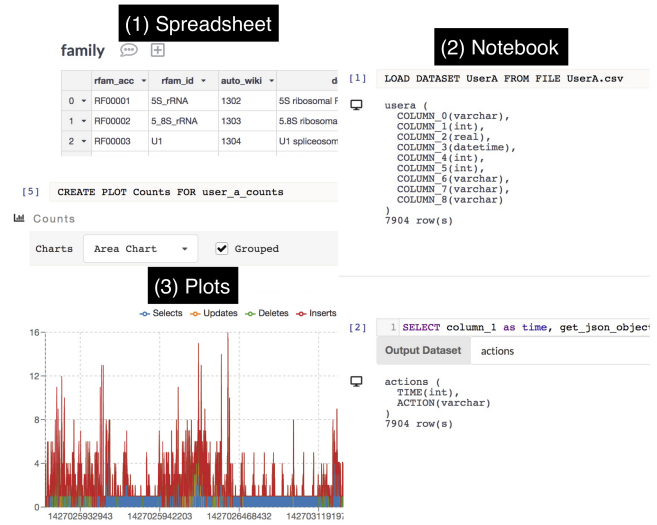 (1) Spreadsheet
family
rfam_acc rfam_id auto_wiki
0 RF00001 5S_rRNA 1302 5S ribosomal
1 RF00002 5_8S_rRNA 1303 5.8S ribosoma
2 RF00003 U1 1304 U1 spliceosom
[5] CREATE PLOT Counts FOR user_a_counts
Counts
Charts Area Chart Grouped
(3) Plots
Selects Updates Deletes Inserts
16
12
8
4
0
1427025932943 1427025942203 1427026468432 142703119197
(2) Notebook
[1] LOAD DATASET UserA FROM FILE UserA.csv
usera (
COLUMN_0(varchar),
COLUMN_1(int),
COLUMN_2(real),
COLUMN_3(datetime),
COLUMN_4(int),
COLUMN_5(int),
COLUMN_6(varchar),
COLUMN_7(varchar),
COLUMN_8(varchar)
)
7904 row(s)
[2] 1 SELECT column_1 as time, get_json_object
Output Dataset actions
actions (
TIME(int),
ACTION(varchar)
)
7904 row(s)